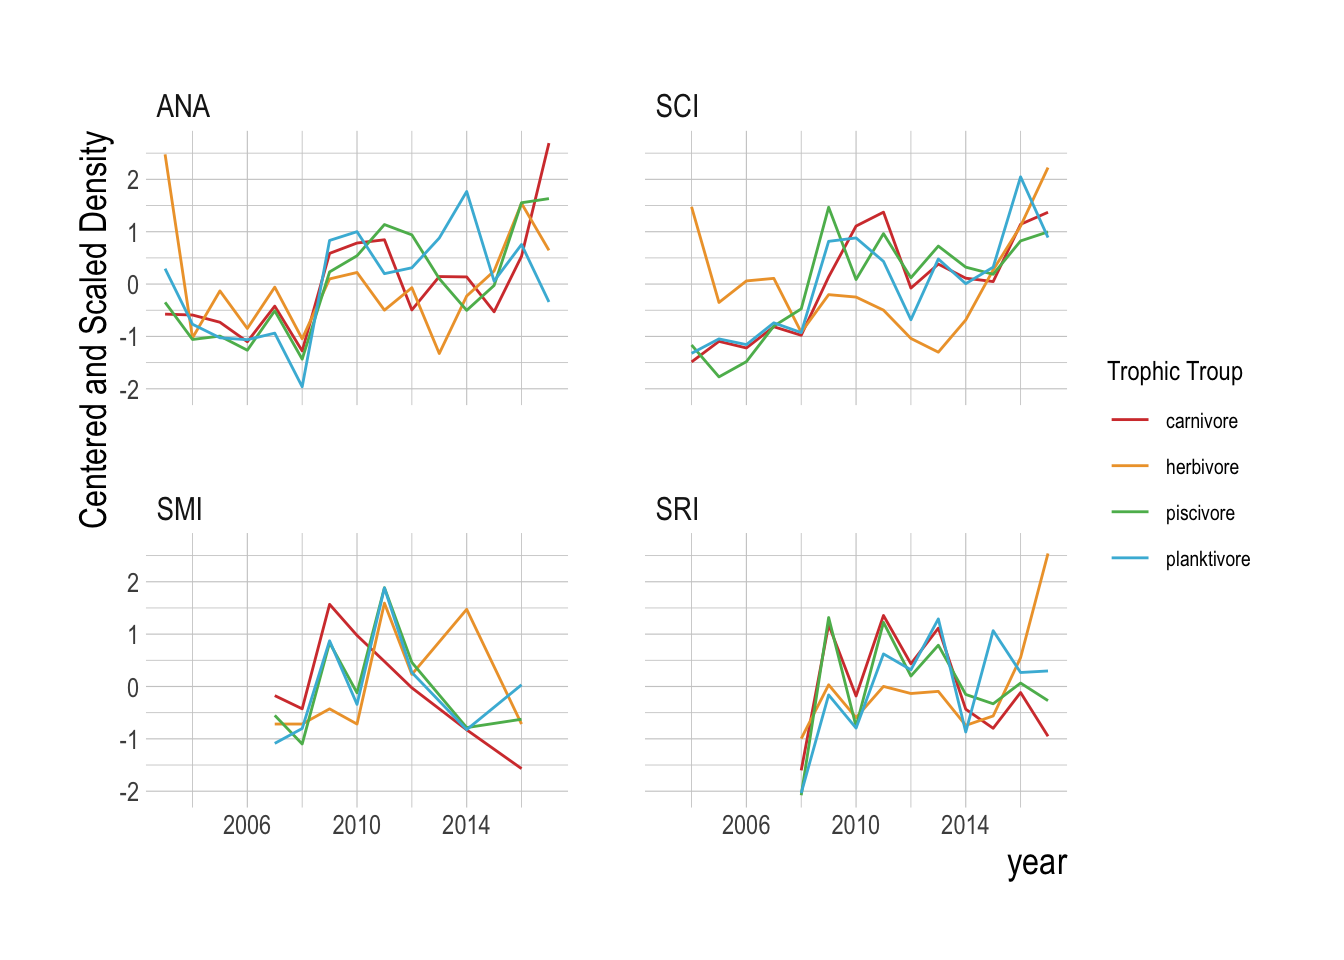 ANA
SCI
Centered and Scaled Density
2
1
0
-1
-2
SMI
SRI
2
1
0
-1
-2
2006 2010 2014
2006 2010 2014
year
Trophic Troup
carnivore
herbivore
piscivore
planktivore